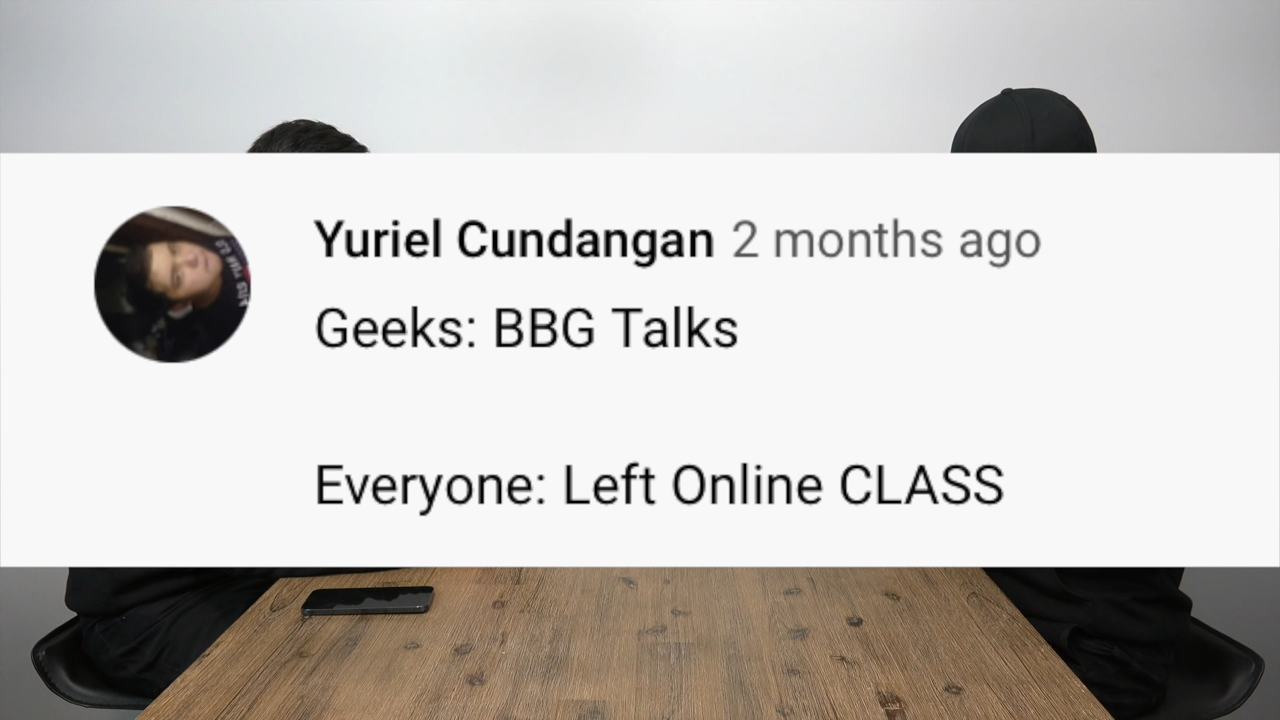 Yuriel Cundangan 2 months ago
Geeks: BBG Talks
Everyone: Left Online CLASS